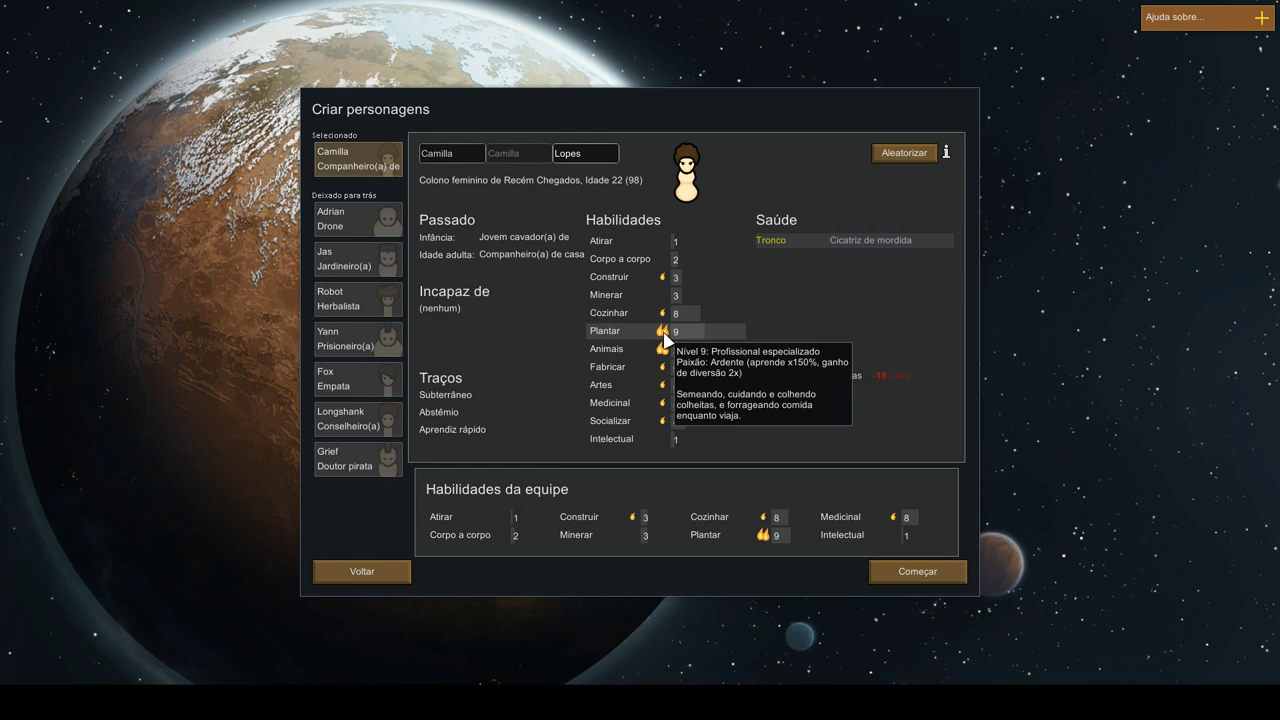 Ajuda sobre...
Criar personagens
Selecionado
Camilla
Companheiro(a) de
Deixado para trás
Adrian
Drone
Jas
Jardineiro(a)
Robot
Herbalista
Yann
Prisioneiro(a)
Fox
Empata
Longshank
Conselheiro(a)
Grief
Doutor pirata
Camilla
Camilla
Lopes
Aleatorizar
Colono feminino de Recém Chegados, Idade 22 (98)
Passado
Infância: Jovem cavador(a) de
Idade adulta: Companheiro(a) de casa
Incapaz de
(nenhum)
Traços
Subterrâneo
Abstêmio
Aprendiz rápido
Habilidades
Atirar 1
Corpo a corpo 2
Construir 3
Minerar 3
Cozinhar 8
Plantar 9
Animais
Fabricar
Artes
Medicinal
Socializar
Intelectual 1
Nível 9: Profissional especializado
Paixão: Ardente (aprende x150%, ganho
de diversão 2x)
Semeando, cuidando e colhendo
colheitas, e forrageando comida
enquanto viaja.
Saúde
Tronco Cicatriz de mordida
as -15
Habilidades da equipe
Atirar 1 Construir 3 Cozinhar 8 Medicinal 8
Corpo a corpo 2 Minerar 3 Plantar 9 Intelectual 1
Voltar
Começar